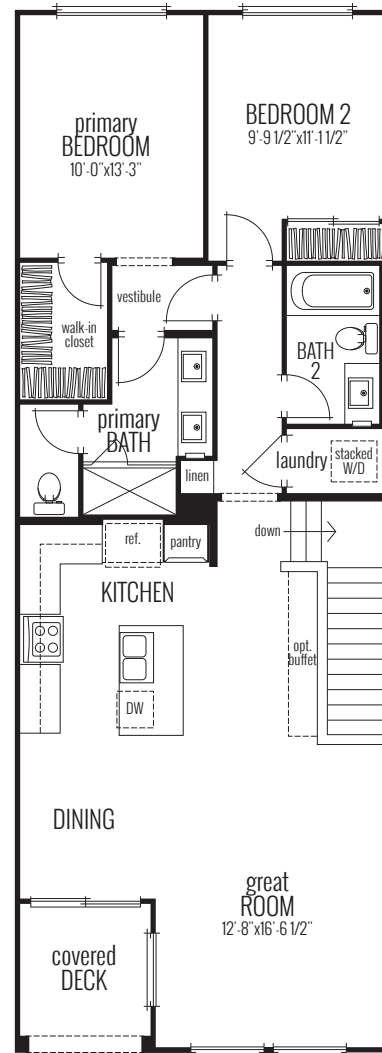 primary
BEDROOM
10'-0"x13'-3"
BEDROOM 2
9'-9 1/2"x11'-1 1/2"
vestibule
walk-in
closet
BATH
2
primary
BATH
linen
laundry
stacked
W/D
down
ref.
pantry
KITCHEN
opt.
buffet
DW
DINING
great
ROOM
12'-8"x16'-6 1/2"
covered
DECK